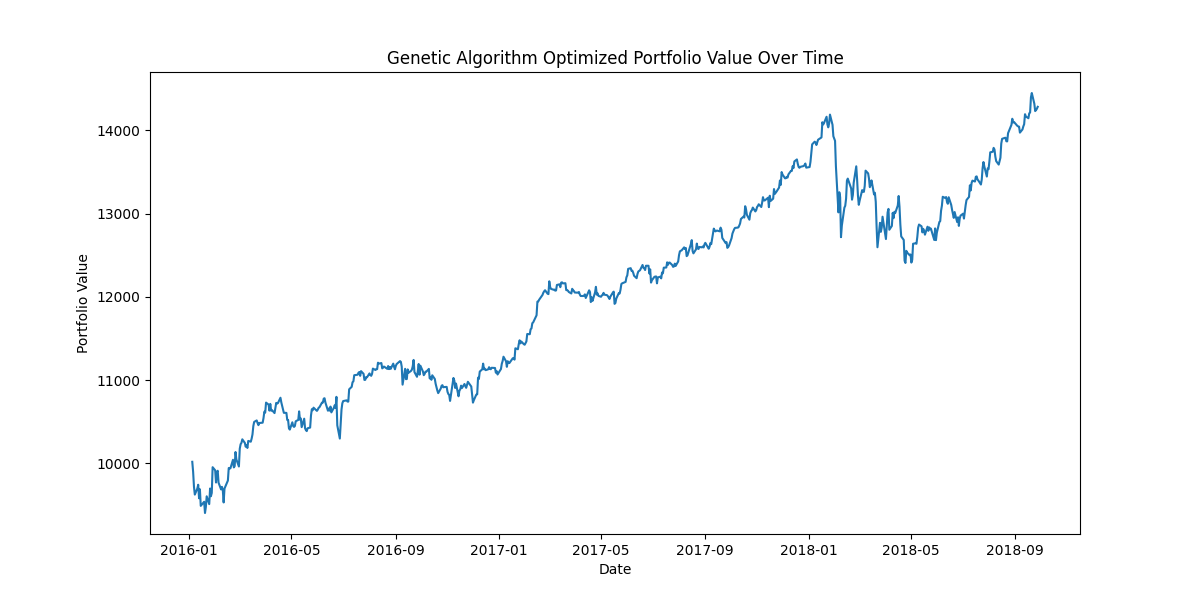 Genetic Algorithm Optimized Portfolio Value Over Time
14000
13000
12000
11000
10000
Portfolio Value
2016-01 2016-05 2016-09 2017-01 2017-05 2017-09 2018-01 2018-05 2018-09
Date